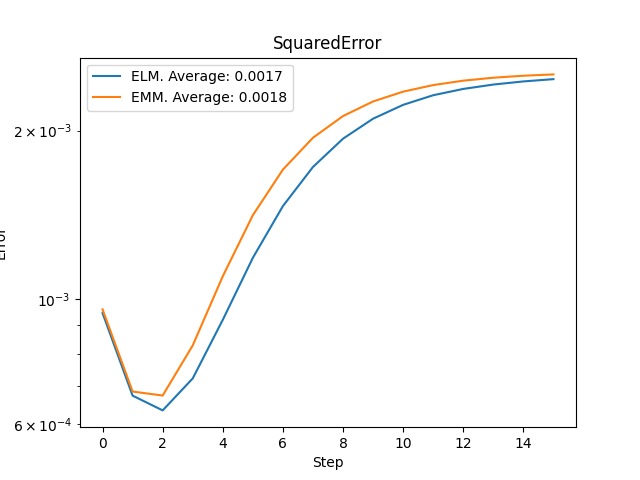 SquaredError
ELM. Average: 0.0017
EMM. Average: 0.0018
2 × 10⁻³
10⁻³
6 × 10⁻⁴
0 2 4 6 8 10 12 14
Step